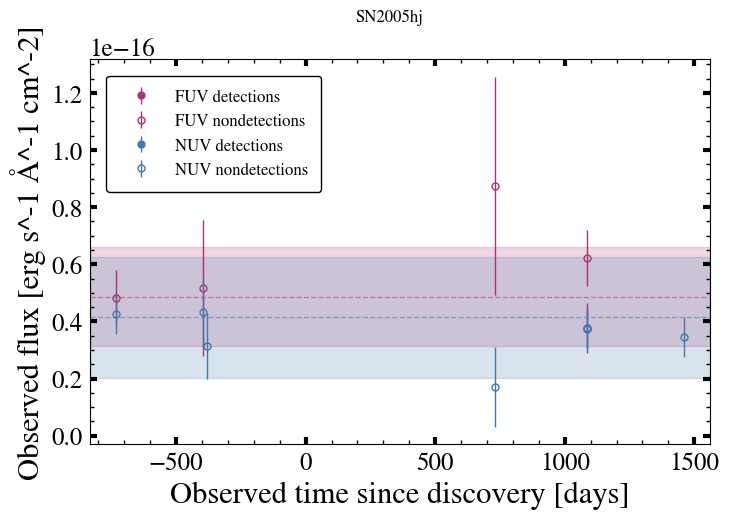 SN2005hj
1e−16
Observed flux [erg s^-1 Å^-1 cm^-2]
1.2
1.0
0.8
0.6
0.4
0.2
0.0
FUV detections
FUV nondetections
NUV detections
NUV nondetections
−500 0 500 1000 1500
Observed time since discovery [days]